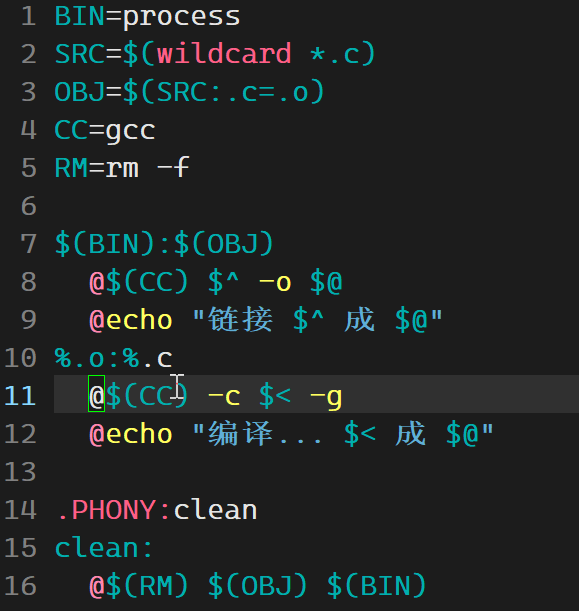 1 BIN=process
2 SRC=$(wildcard *.c)
3 OBJ=$(SRC:.c=.o)
4 CC=gcc
5 RM=rm -f
6
7 $(BIN):$(OBJ)
8   @$(CC) $^ -o $@
9   @echo "链接 $^ 成 $@"
10 %.o:%.c
11   @$(CC) -c $< -g
12   @echo "编译... $< 成 $@"
13
14 .PHONY:clean
15 clean:
16   @$(RM) $(OBJ) $(BIN)